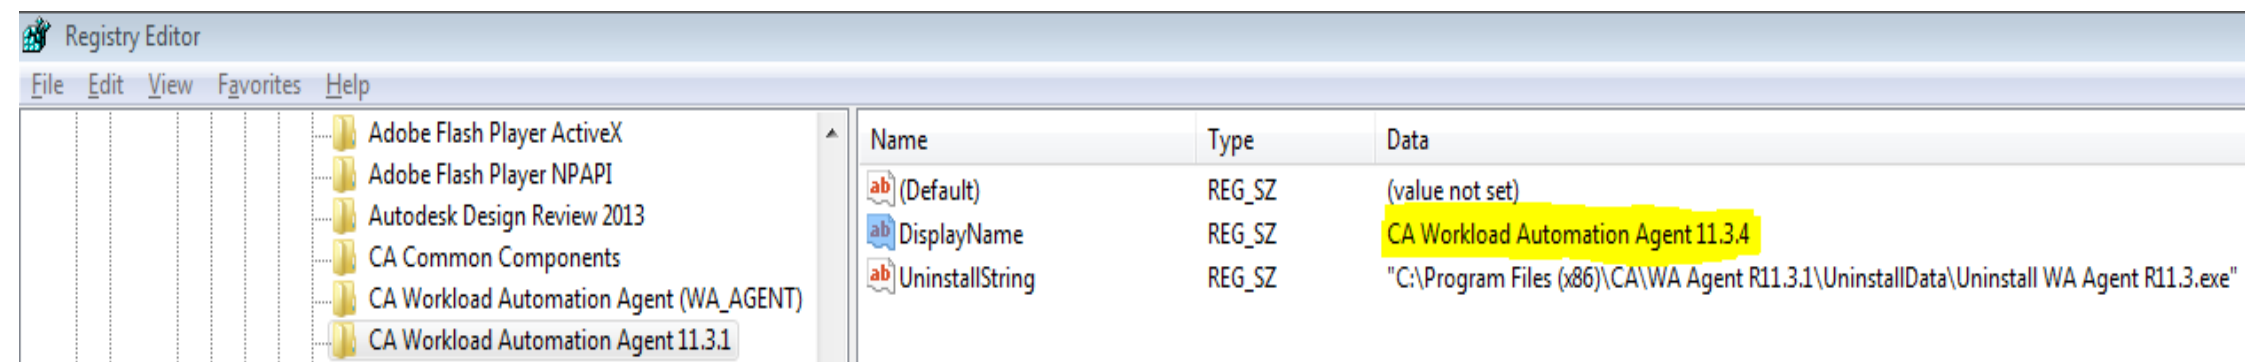 Registry Editor
File Edit View Favorites Help
Adobe Flash Player ActiveX
Adobe Flash Player NPAPI
Autodesk Design Review 2013
CA Common Components
CA Workload Automation Agent (WA_AGENT)
CA Workload Automation Agent 11.3.1
Name Type Data
ab (Default) REG_SZ (value not set)
ab DisplayName REG_SZ CA Workload Automation Agent 11.3.4
ab UninstallString REG_SZ "C:\Program Files (x86)\CA\WA Agent R11.3.1\UninstallData\Uninstall WA Agent R11.3.exe"